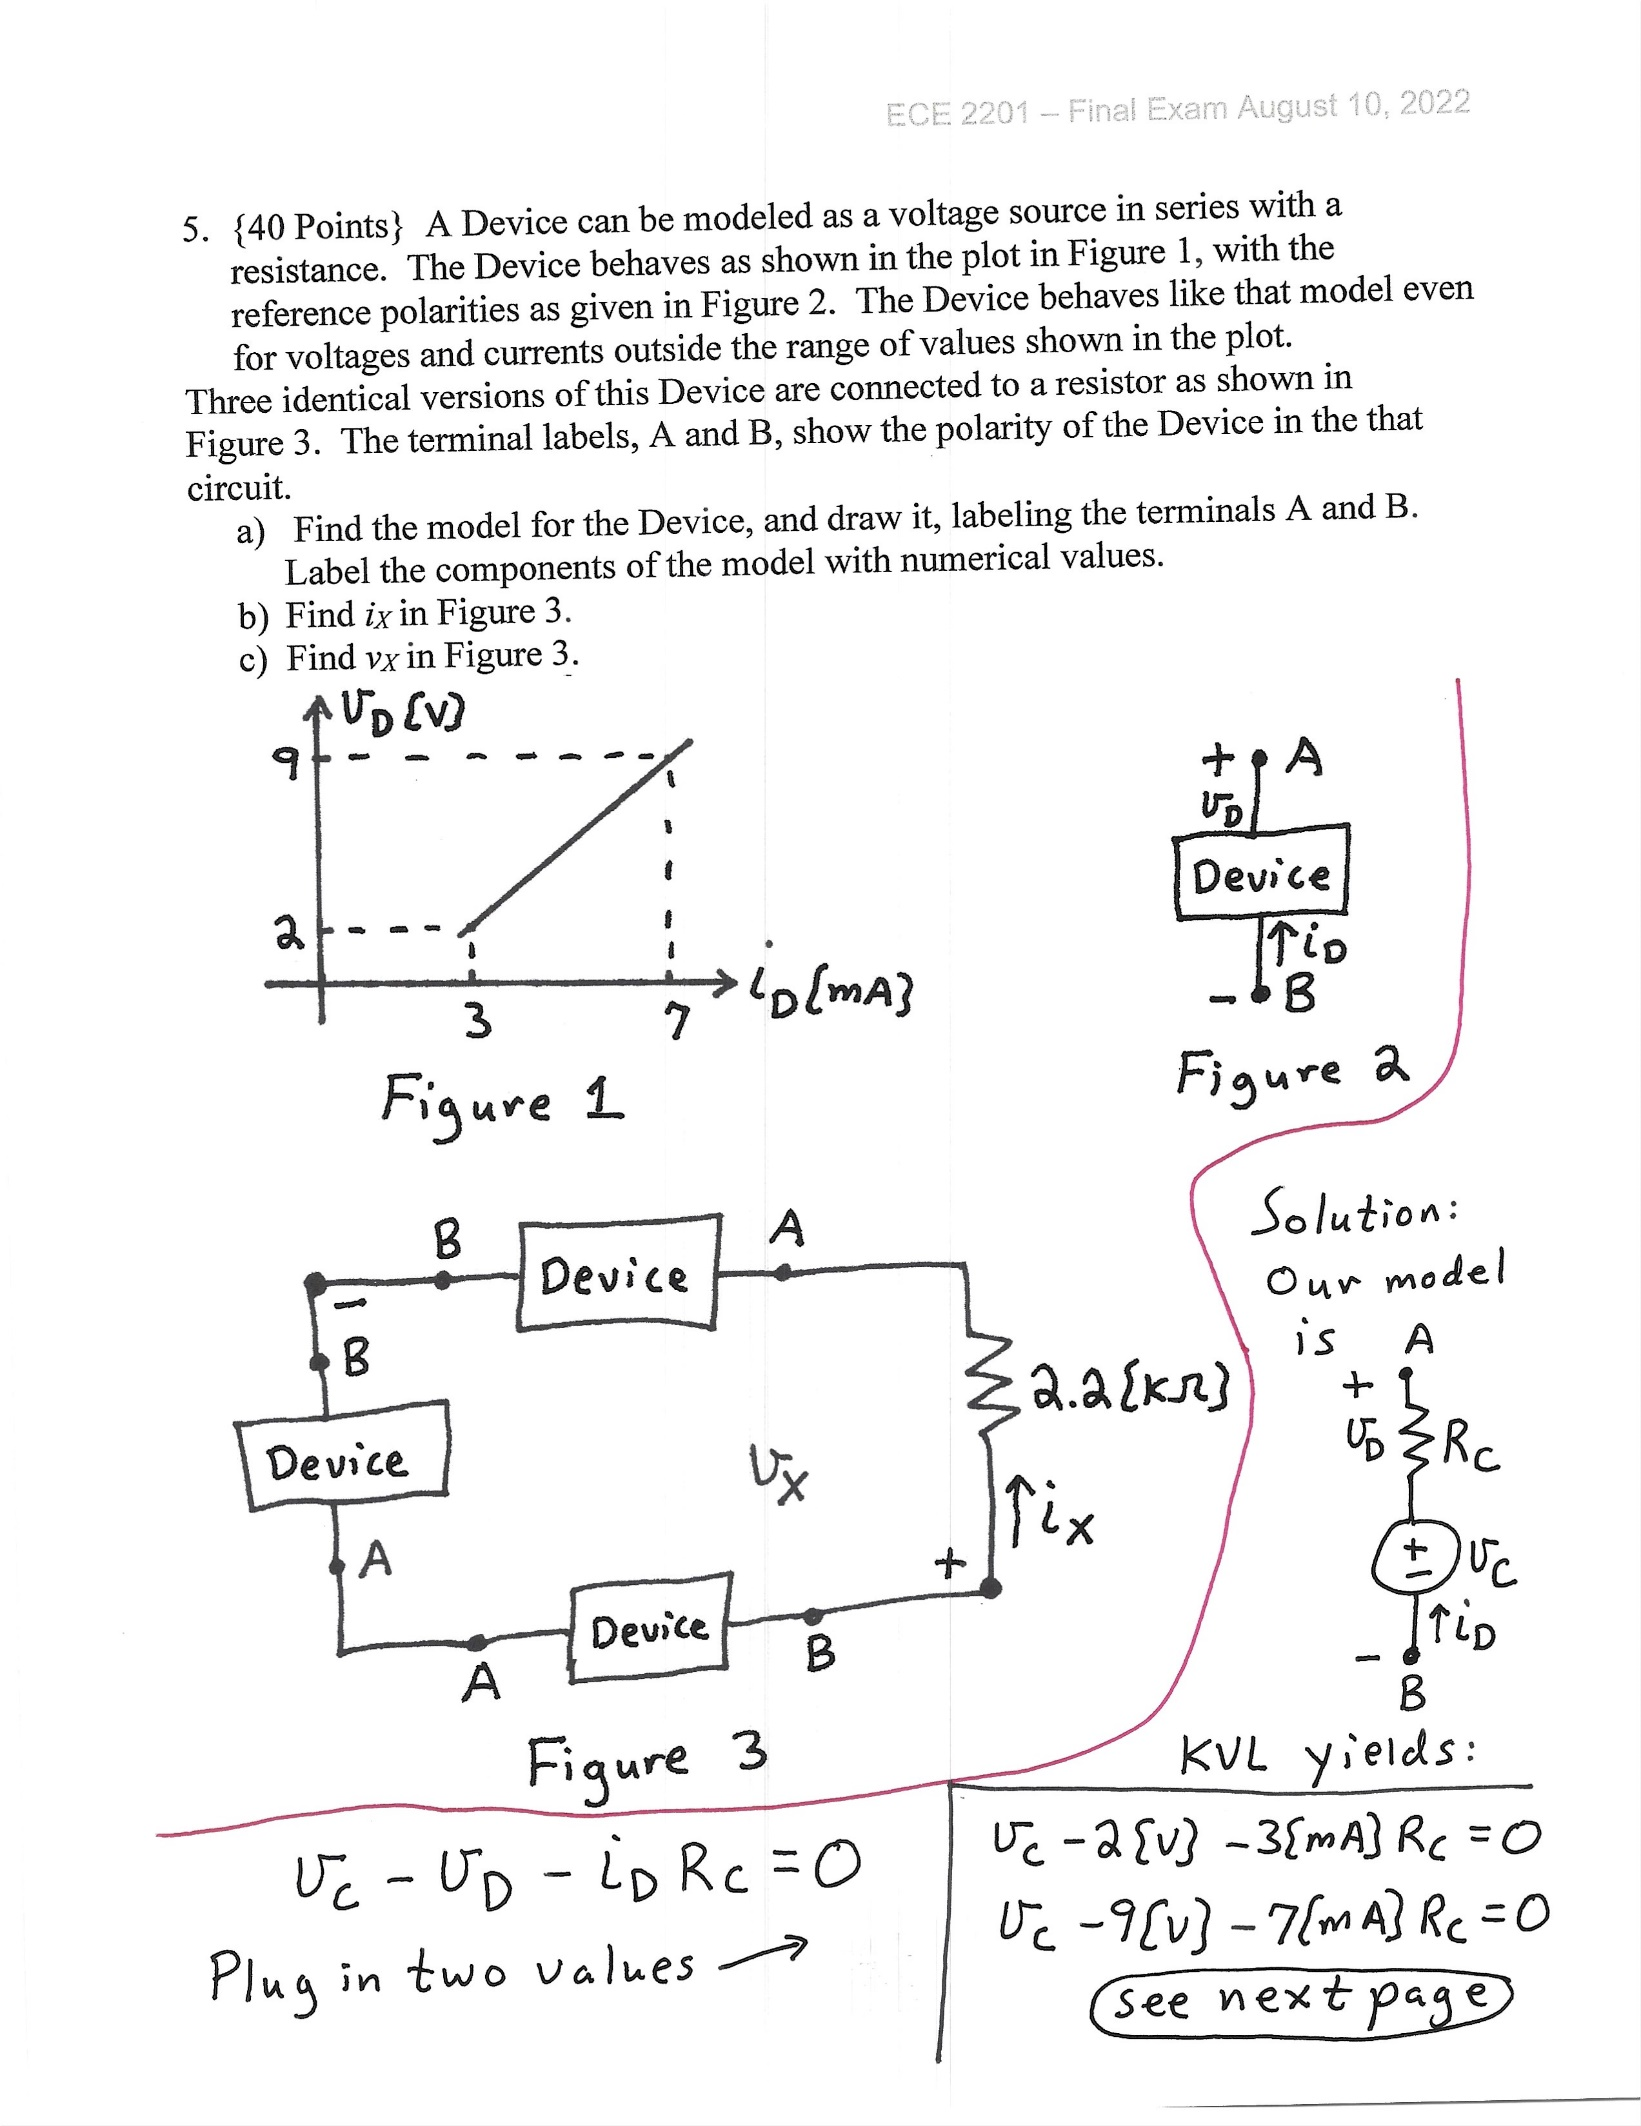 ECE 2201 – Final Exam August 10, 2022
5. {40 Points} A Device can be modeled as a voltage source in series with a
resistance. The Device behaves as shown in the plot in Figure 1, with the
reference polarities as given in Figure 2. The Device behaves like that model even
for voltages and currents outside the range of values shown in the plot.
Three identical versions of this Device are connected to a resistor as shown in
Figure 3. The terminal labels, A and B, show the polarity of the Device in the that
circuit.
a) Find the model for the Device, and draw it, labeling the terminals A and B.
Label the components of the model with numerical values.
b) Find iX in Figure 3.
c) Find vX in Figure 3.
vD [V]
9
2
3
7
iD [mA]
Figure 1
+ A
vD
Device
↑iD
- B
Figure 2
B
Device
A
-
B
Device
A
A
Device
B
2.2 [kΩ]
vX
↑iX
+
Figure 3
Solution:
Our model
is A
+
vD RC
+
- vC
↑iD
-
B
KVL yields:
vC - vD - iD RC = 0
Plug in two values →
vC - 2 [V] - 3 [mA] RC = 0
vC - 9 [V] - 7 [mA] RC = 0
see next page